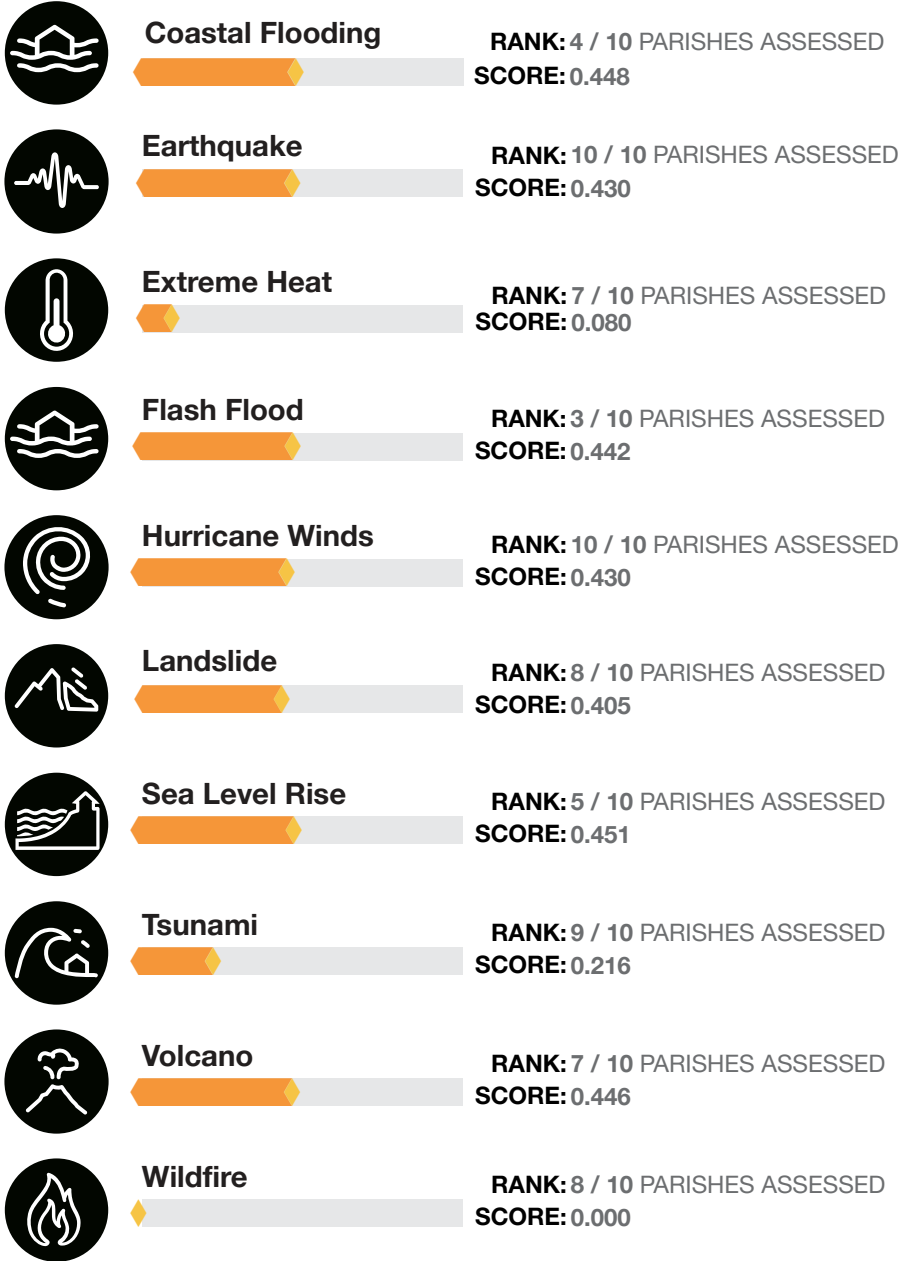 Coastal Flooding
RANK: 4 / 10 PARISHES ASSESSED
SCORE: 0.448
Earthquake
RANK: 10 / 10 PARISHES ASSESSED
SCORE: 0.430
Extreme Heat
RANK: 7 / 10 PARISHES ASSESSED
SCORE: 0.080
Flash Flood
RANK: 3 / 10 PARISHES ASSESSED
SCORE: 0.442
Hurricane Winds
RANK: 10 / 10 PARISHES ASSESSED
SCORE: 0.430
Landslide
RANK: 8 / 10 PARISHES ASSESSED
SCORE: 0.405
Sea Level Rise
RANK: 5 / 10 PARISHES ASSESSED
SCORE: 0.451
Tsunami
RANK: 9 / 10 PARISHES ASSESSED
SCORE: 0.216
Volcano
RANK: 7 / 10 PARISHES ASSESSED
SCORE: 0.446
Wildfire
RANK: 8 / 10 PARISHES ASSESSED
SCORE: 0.000